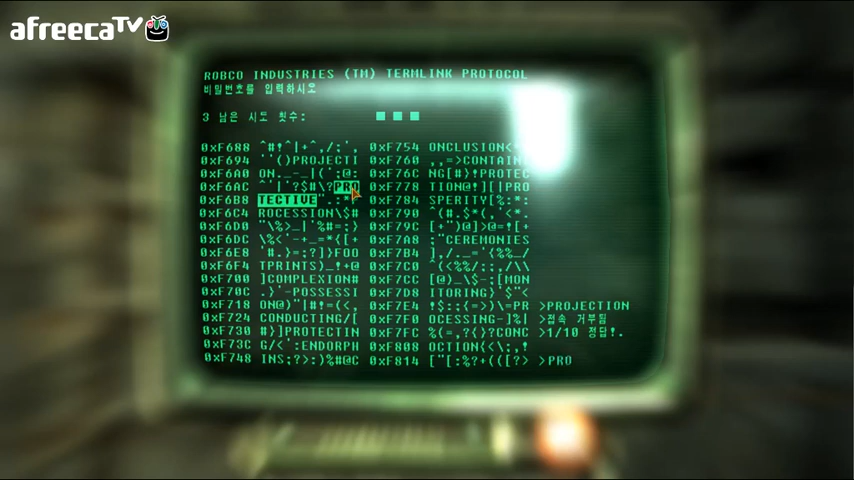 afreecaTV
ROBCO INDUSTRIES (TM) TERMLINK PROTOCOL
비밀번호를 입력하시오
3 남은 시도 횟수:
0xF688 ^#!^|+^,/;', 0xF754 ONCLUSION<*
0xF694 ''()PROJECTI 0xF760 ,,=>CONTAIN
0xF6A0 ON._-_|(';@: 0xF76C NG[#}!PROTEC
0xF6AC ^'|'?$#\?PRO 0xF778 TION@!][|PRO
0xF6B8 TECTIVE".:* 0xF784 SPERITY[%:*
0xF6C4 ROCESSION\$# 0xF790 ^(#.$*(,'<*.
0xF6D0 "\%>_|'%#=;} 0xF79C [+")@]>@=![+
0xF6DC \%<'-+_=*{[+ 0xF7A8 ;"CEREMONIES
0xF6E8 '#.}=;?]}FOO 0xF7B4 ],/._='{%%_/
0xF6F4 TPRINTS)_!+@ 0xF7C0 ^(<%/::,/\\
0xF700 ]COMPLEXION# 0xF7CC [@)_\$-;[MON
0xF70C .}'-POSSESSI 0xF7D8 ITORING}'$"<
0xF718 ON@)"|#!=(<, 0xF7E4 !$:;{=)>\=PR >PROJECTION
0xF724 CONDUCTING/[ 0xF7F0 OCESSING-]%| >접속 거부됨
0xF730 #}]PROTECTIN 0xF7FC %(=,?{)?CONC >1/10 정답!.
0xF73C G/<':ENDORPH 0xF808 OCTION{<\;,!
0xF748 INS;?>:)%#@C 0xF814 ["[:%?+(([?> >PRO